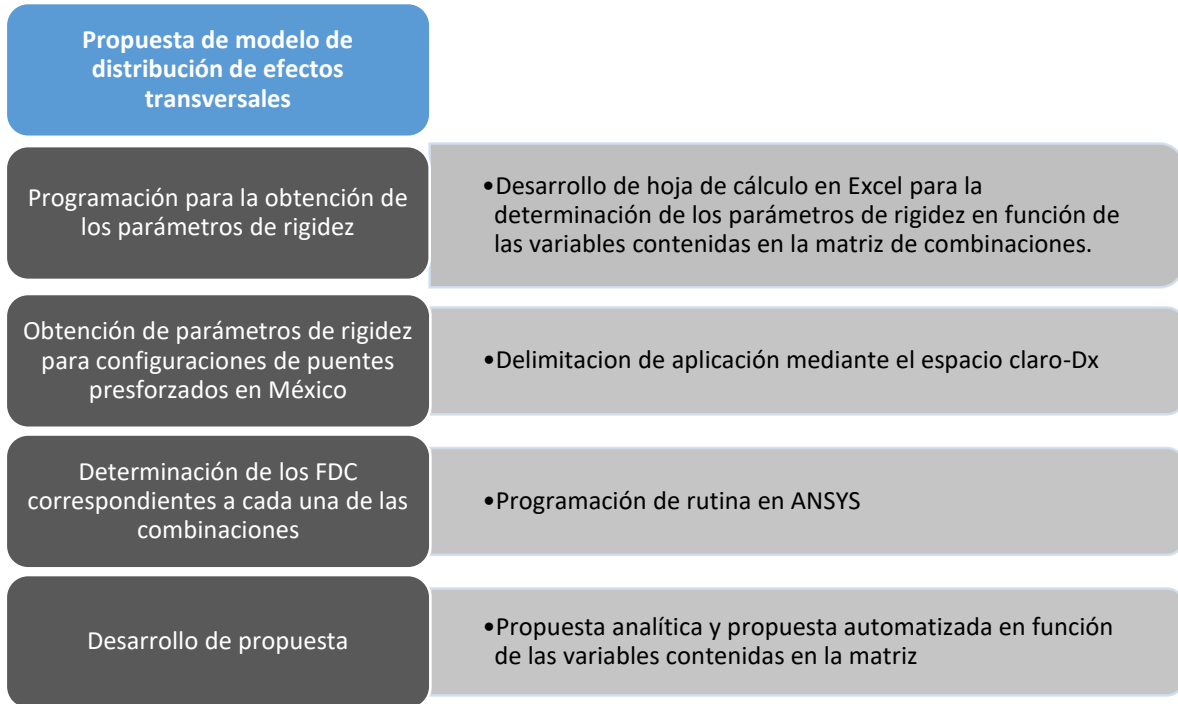 Propuesta de modelo de
distribución de efectos
transversales
Programación para la obtención de
los parámetros de rigidez
•Desarrollo de hoja de cálculo en Excel para la
determinación de los parámetros de rigidez en función de
las variables contenidas en la matriz de combinaciones.
Obtención de parámetros de rigidez
para configuraciones de puentes
presforzados en México
•Delimitacion de aplicación mediante el espacio claro-Dx
Determinación de los FDC
correspondientes a cada una de las
combinaciones
•Programación de rutina en ANSYS
Desarrollo de propuesta
•Propuesta analítica y propuesta automatizada en función
de las variables contenidas en la matriz